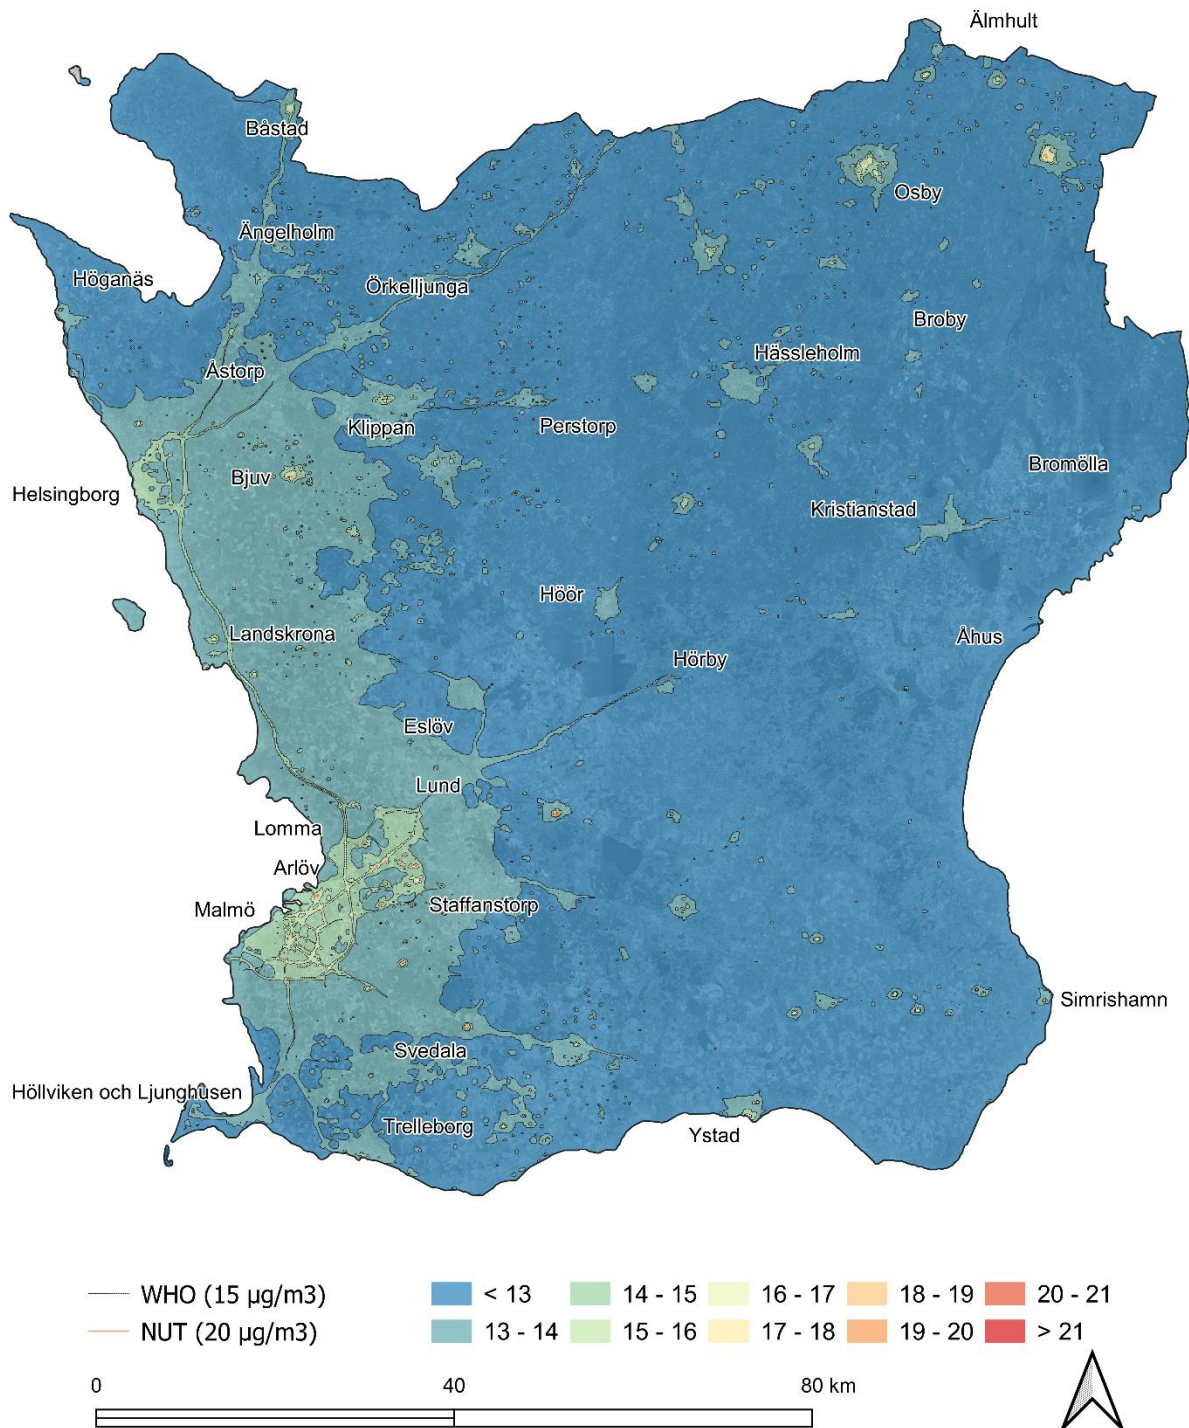 Älmhult
Båstad
Osby
Ängelholm
Höganäs
Örkelljunga
Broby
Hässleholm
Åstorp
Klippan
Perstorp
Bjuv
Bromölla
Helsingborg
Kristianstad
Höör
Landskrona
Åhus
Hörby
Eslöv
Lund
Lomma
Arlöv
Staffanstorp
Malmö
Simrishamn
Svedala
Höllviken och Ljunghusen
Trelleborg
Ystad
WHO (15 µg/m3)
NUT (20 µg/m3)
< 13
14 - 15
16 - 17
18 - 19
20 - 21
13 - 14
15 - 16
17 - 18
19 - 20
> 21
0 40 80 km